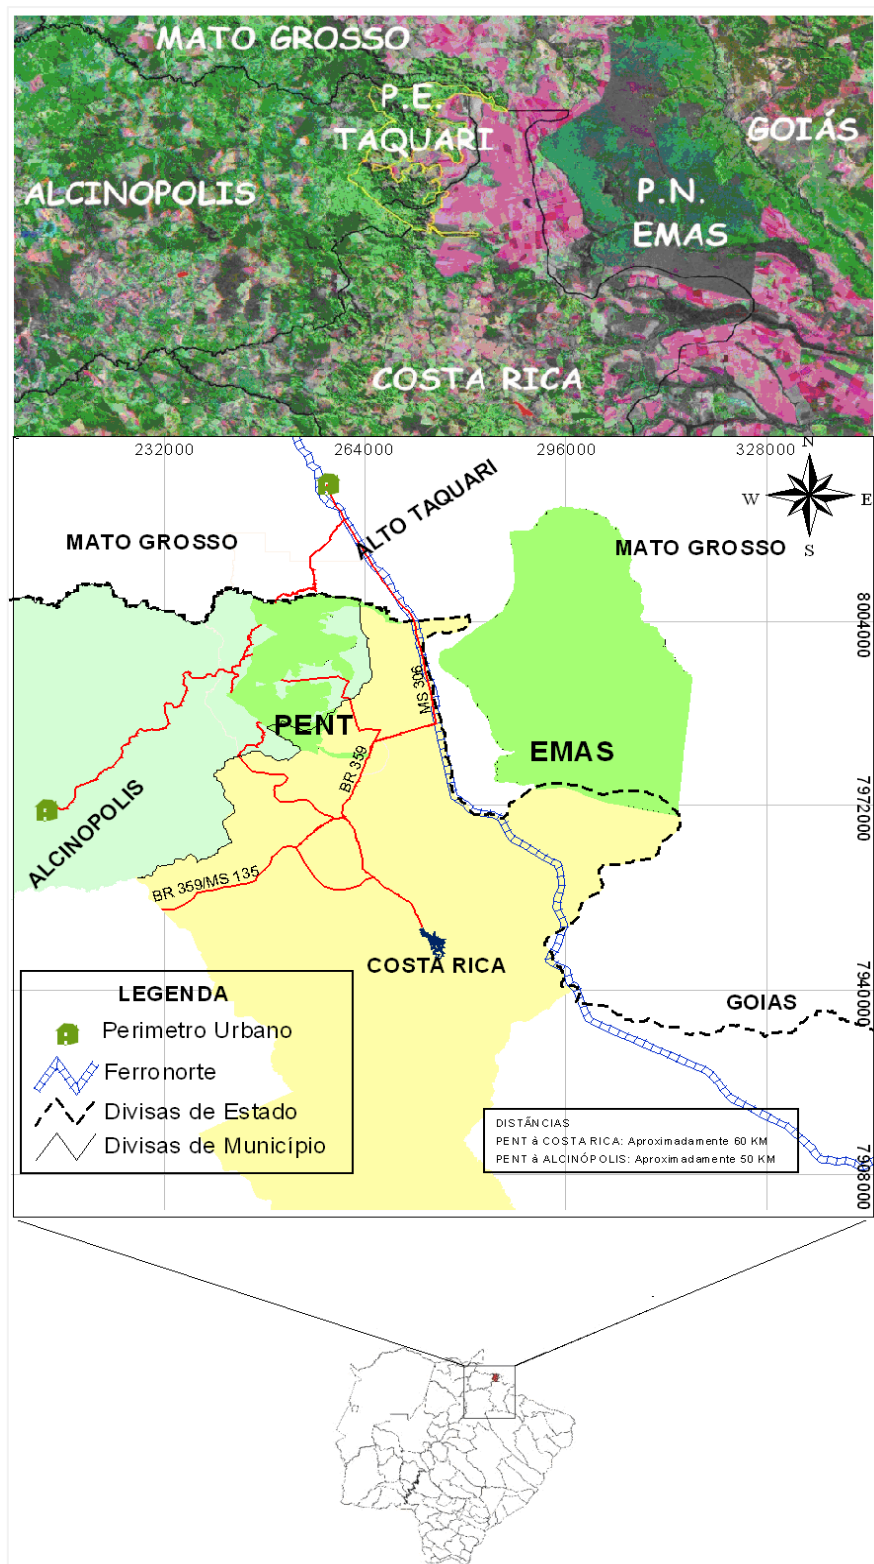 MATO GROSSO
P.E.
TAQUARI
GOIÁS
ALCINOPOLIS
P.N.
EMAS
COSTA RICA
232000
264000
296000
328000
N
W
E
S
ALTO TAQUARI
MATO GROSSO
MATO GROSSO
804000
MS 306
PENT
EMAS
BR 359
7972000
ALCINOPOLIS
BR 359/MS 135
COSTA RICA
7940000
GOIAS
LEGENDA
Perimetro Urbano
Ferronorte
Divisas de Estado
Divisas de Município
DISTÃNCIAS
PENT à COSTA RICA: Aproximadamente 60 KM
PENT à ALCINÓPOLIS: Aproximadamente 50 KM
7908000